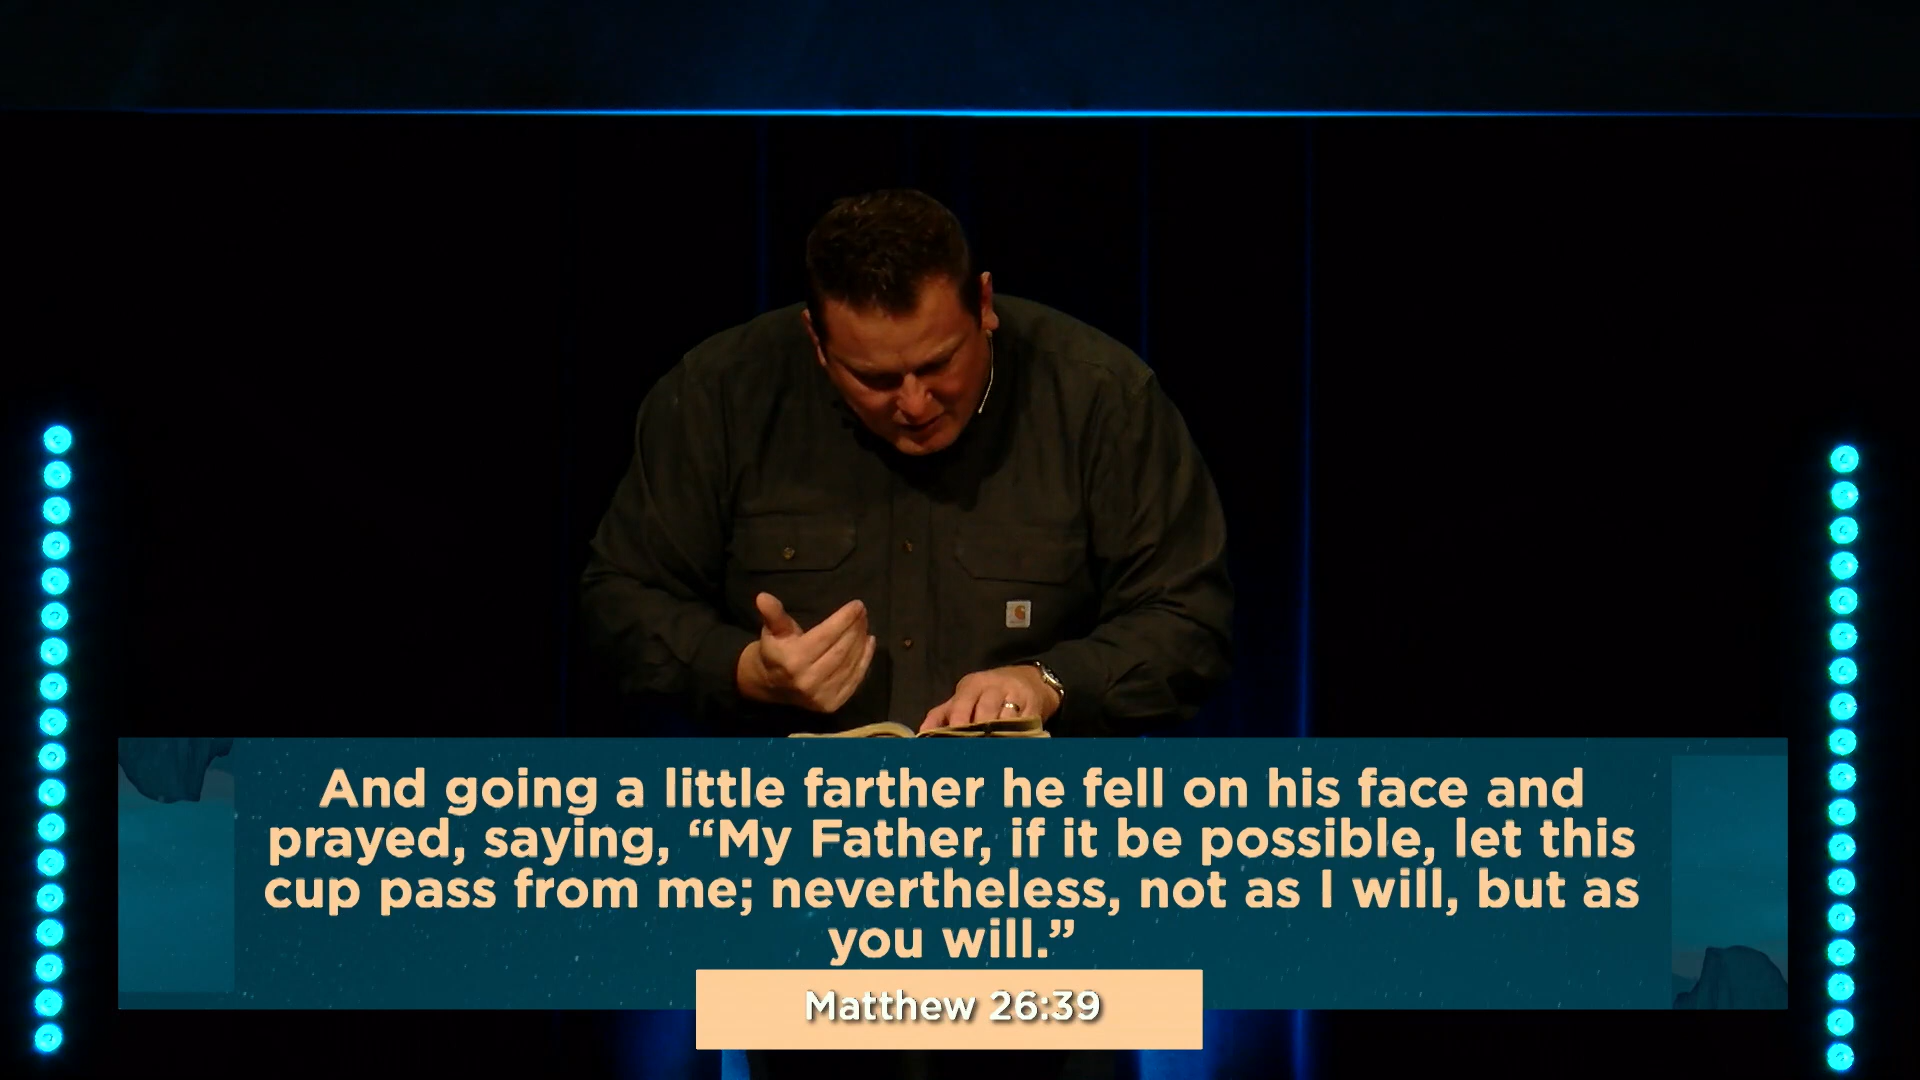 And going a little farther he fell on his face and
prayed, saying, “My Father, if it be possible, let this
cup pass from me; nevertheless, not as I will, but as
you will.”
Matthew 26:39